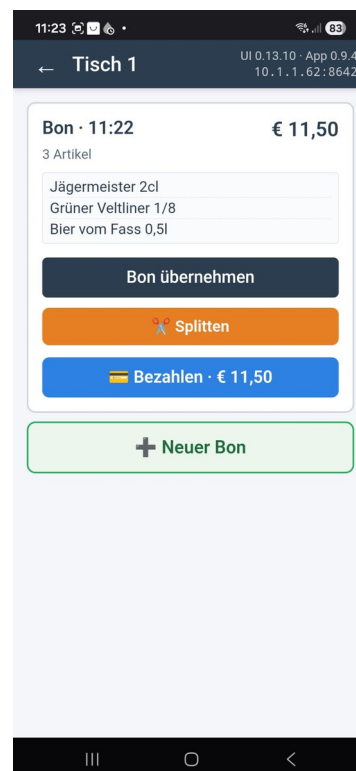 11:23 83
← Tisch 1
UI 0.13.10 · App 0.9.4
10.1.1.62:8642
Bon · 11:22 € 11,50
3 Artikel
Jägermeister 2cl
Grüner Veltliner 1/8
Bier vom Fass 0,5l
Bon übernehmen
Splitten
Bezahlen · € 11,50
Neuer Bon